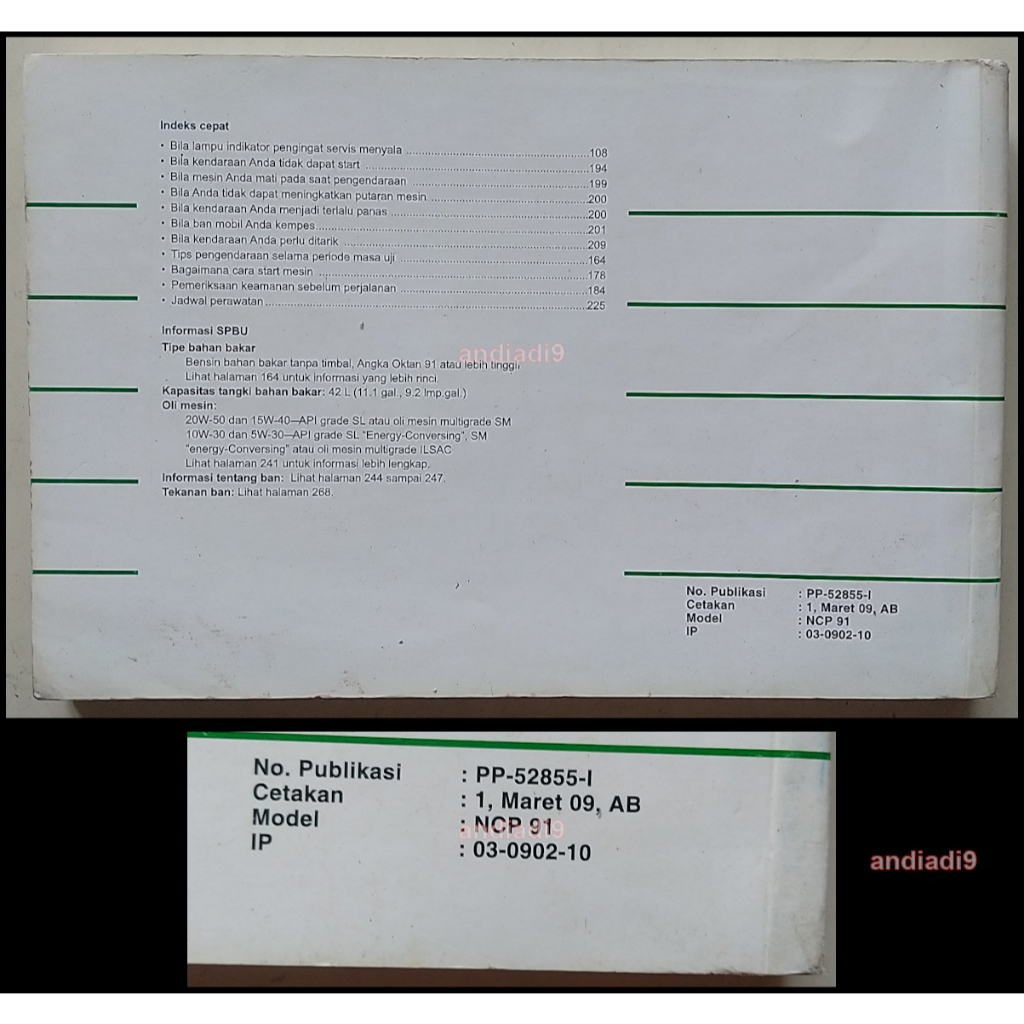 Indeks cepat
• Bila lampu indikator pengingat servis menyala ........108
• Bila kendaraan Anda tidak dapat start ........194
• Bila mesin Anda mati pada saat pengendaraan ........199
• Bila Anda tidak dapat meningkatkan putaran mesin ........200
• Bila kendaraan Anda menjadi terlalu panas ........200
• Bila ban mobil Anda kempes ........201
• Bila kendaraan Anda perlu ditarik ........209
• Tips pengendaraan selama periode masa uji ........164
• Bagaimana cara start mesin ........178
• Pemeriksaan keamanan sebelum perjalanan ........184
• Jadwal perawatan ........225
Informasi SPBU
Tipe bahan bakar
andiadi9
Bensin bahan bakar tanpa timbal, Angka Oktan 91 atau lebih tinggi.
Lihat halaman 164 untuk informasi yang lebih rinci.
Kapasitas tangki bahan bakar: 42 L (11.1 gal., 9.2 Imp.gal.)
Oli mesin:
20W-50 dan 15W-40—API grade SL atau oli mesin multigrade SM
10W-30 dan 5W-30—API grade SL "Energy-Conversing", SM
"energy-Conversing" atau oli mesin multigrade ILSAC
Lihat halaman 241 untuk informasi lebih lengkap.
Informasi tentang ban: Lihat halaman 244 sampai 247.
Tekanan ban: Lihat halaman 268.
No. Publikasi : PP-52855-I
Cetakan : 1, Maret 09, AB
Model : NCP 91
IP : 03-0902-10
No. Publikasi : PP-52855-I
Cetakan : 1, Maret 09, AB
Model : NCP 91
andiadi9
IP : 03-0902-10
andiadi9